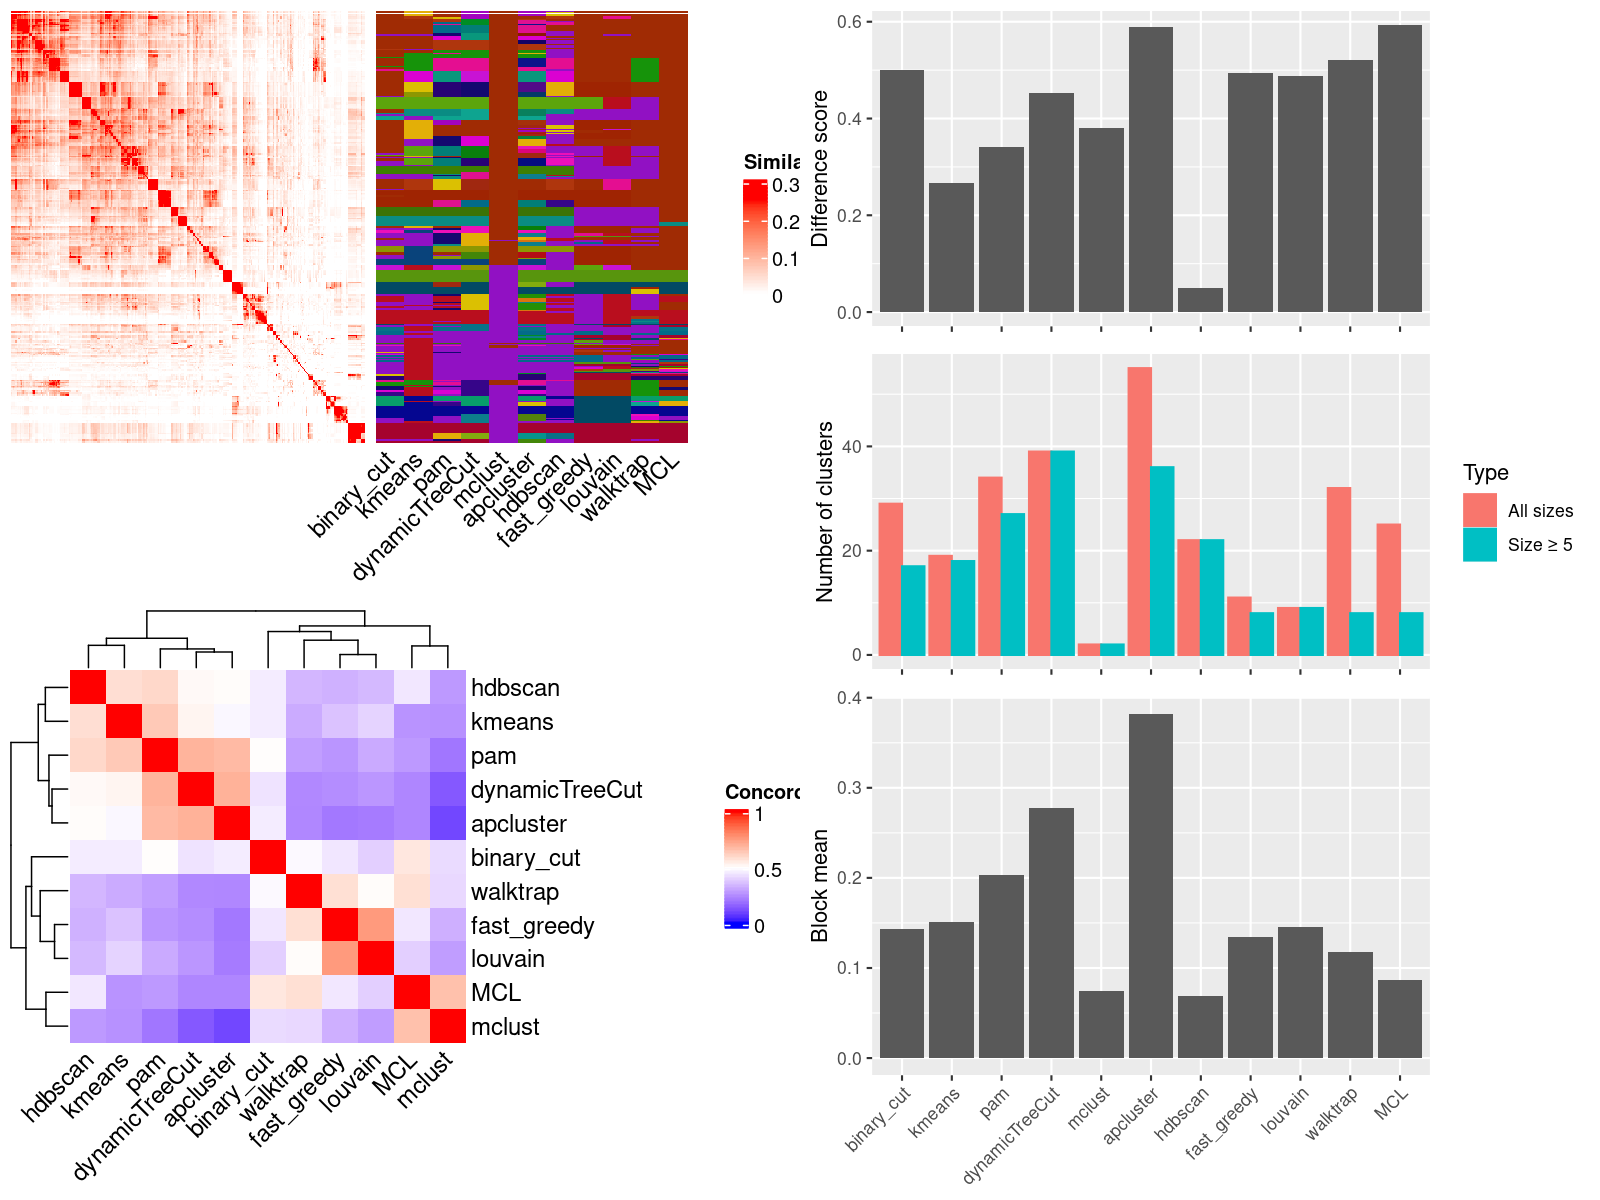 Simila
0.3
0.2
0.1
0
binary_cut
kmeans
pam
dynamicTreeCut
mclust
apcluster
hdbscan
fast_greedy
louvain
walktrap
MCL
hdbscan
kmeans
pam
dynamicTreeCut
apcluster
binary_cut
walktrap
fast_greedy
louvain
MCL
mclust
hdbscan
kmeans
pam
dynamicTreeCut
apcluster
binary_cut
walktrap
fast_greedy
louvain
MCL
mclust
Concord
1
0.5
0
Difference score
0.6
0.4
0.2
0.0
Number of clusters
40
20
0
Type
All sizes
Size ≥ 5
Block mean
0.4
0.3
0.2
0.1
0.0
binary_cut
kmeans
pam
dynamicTreeCut
mclust
apcluster
hdbscan
fast_greedy
louvain
walktrap
MCL